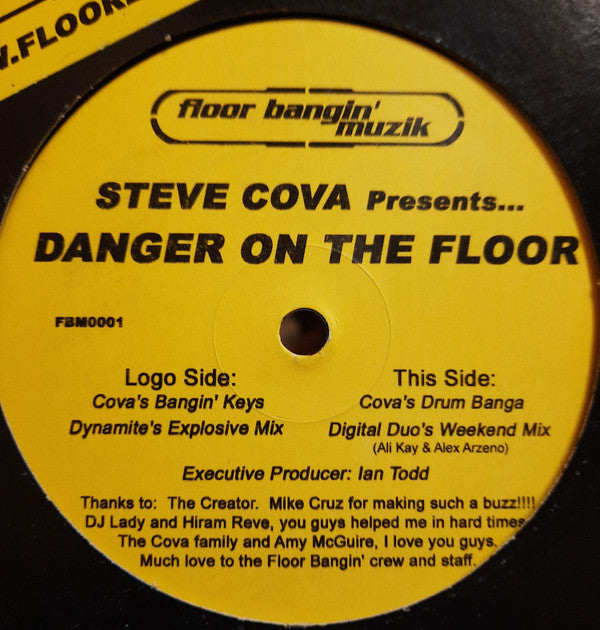 W.FLOOR
floor bangin'
muzik
STEVE COVA Presents...
DANGER ON THE FLOOR
FBM0001
Logo Side:
Cova's Bangin' Keys
Dynamite's Explosive Mix
This Side:
Cova's Drum Banga
Digital Duo's Weekend Mix
(Ali Kay & Alex Arzeno)
Executive Producer: Ian Todd
Thanks to: The Creator. Mike Cruz for making such a buzz!!!!
DJ Lady and Hiram Reve, you guys helped me in hard times
The Cova family and Amy McGuire, I love you guys.
Much love to the Floor Bangin' crew and staff.